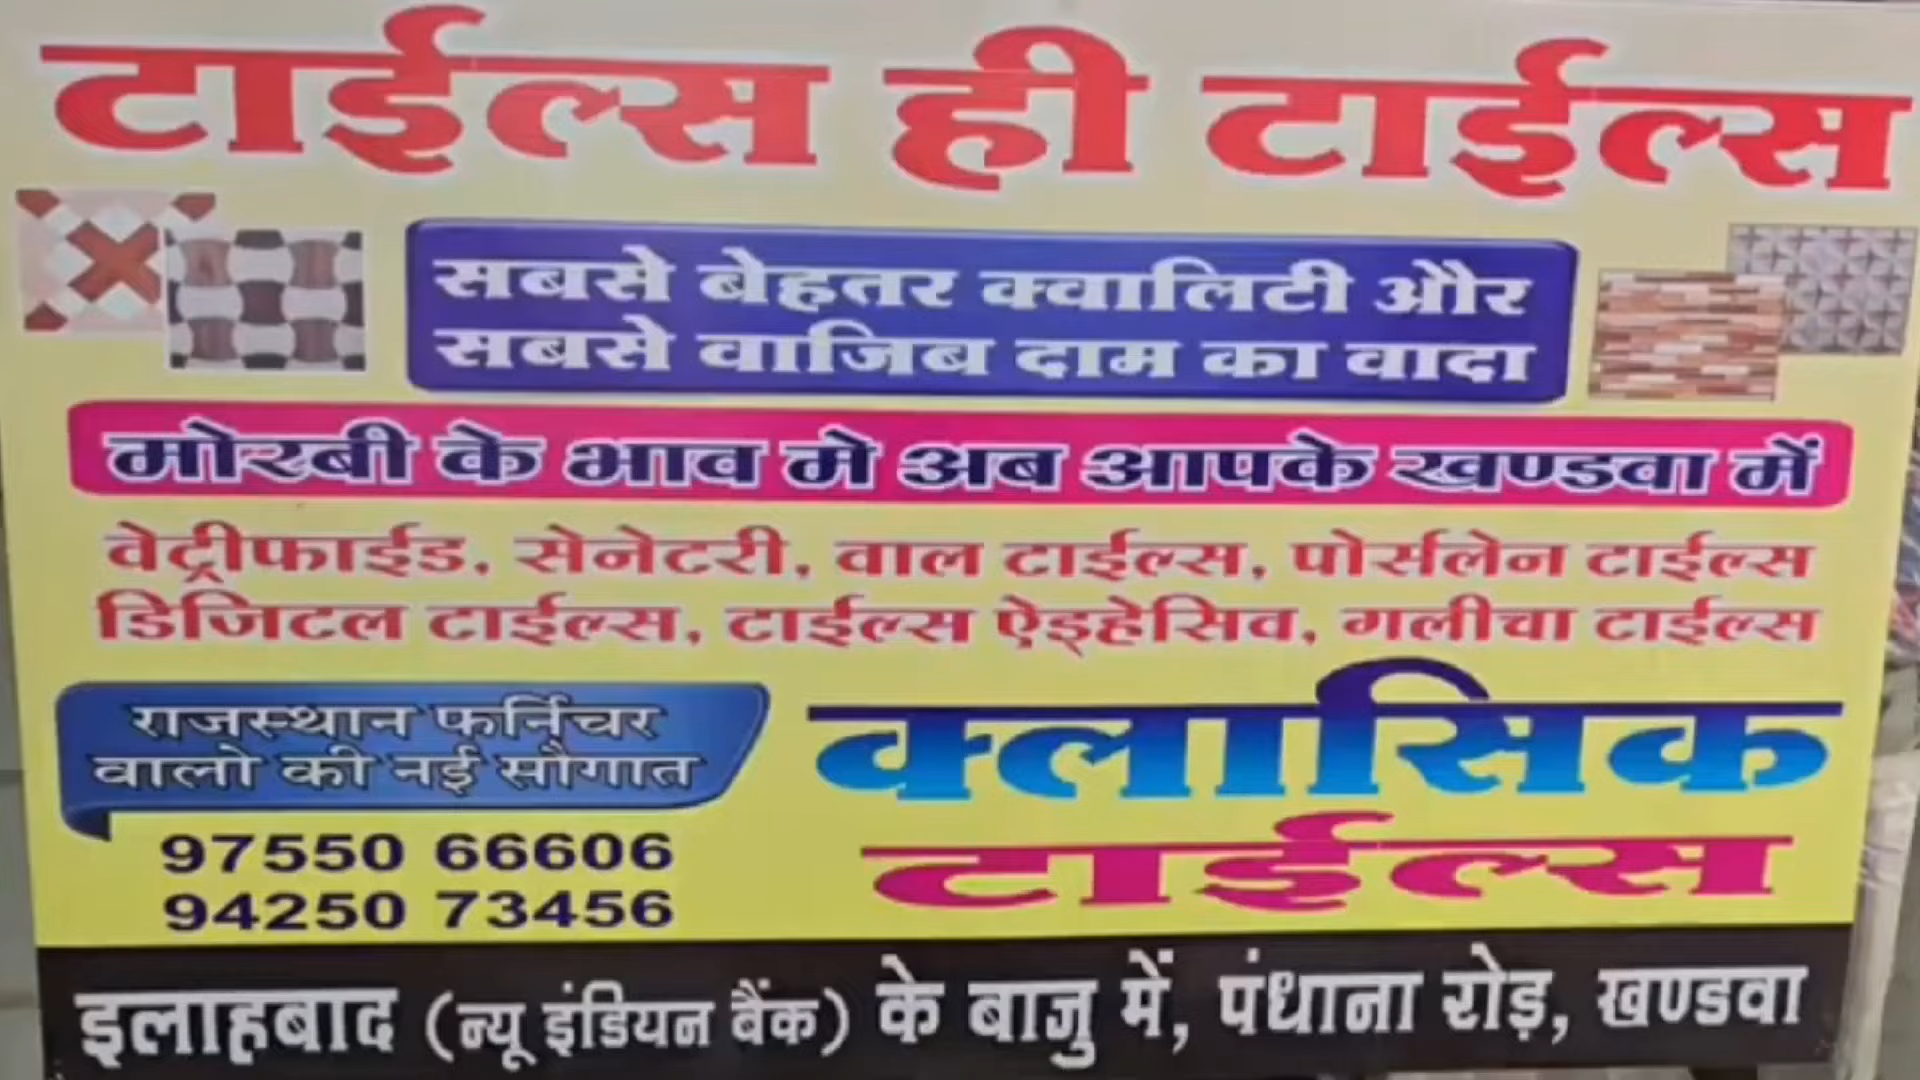 टाईल्स ही टाईल्स
सबसे बेहतर क्वालिटी और
सबसे वाजिब दाम का वादा
मोरबी के भाव मे अब आपके खण्डवा में
वेट्रीफाईड, सेनेटरी, वाल टाईल्स, पोर्सलेन टाईल्स
डिजिटल टाईल्स, टाईल्स ऐड्हेसिव, गलीचा टाईल्स
राजस्थान फर्निचर
वालो की नई सौगात
97550 66606
94250 73456
क्लासिक
टाईल्स
इलाहबाद (न्यू इंडियन बैंक) के बाजु में, पंधाना रोड़, खण्डवा